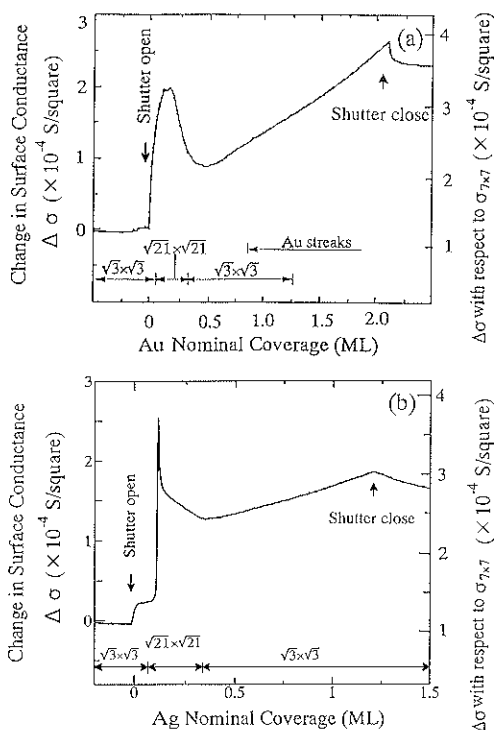 (a)
Change in Surface Conductance
Δ σ (×10⁻⁴ S/square)
3
2
1
0
Shutter open
Shutter close
Au streaks
√21×√21
√3×√3
√3×√3
4
3
2
1
Δσ with respect to σ7×7 (×10⁻⁴ S/square)
0
0.5
1.0
1.5
2.0
Au Nominal Coverage (ML)
(b)
Change in Surface Conductance
Δ σ (×10⁻⁴ S/square)
3
2
1
0
Shutter open
Shutter close
√21×√21
√3×√3
√3×√3
4
3
2
1
Δσ with respect to σ7×7 (×10⁻⁴ S/square)
0
0.5
1.0
1.5
Ag Nominal Coverage (ML)